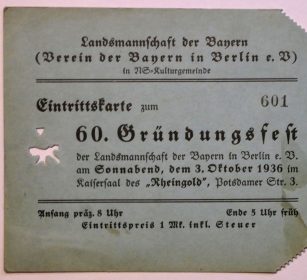 Landsmannschaft der Bayern
(Verein der Bayern in Berlin e. V)
in NS-Kulturgemeinde
Eintrittskarte zum 601
60. Gründungsfest
der Landsmannschaft der Bayern in Berlin e. V.
am Sonnabend, dem 3. Oktober 1936 im
Kaisersaal des „Rheingold", Potsdamer Str. 3.
Anfang präz. 8 Uhr Ende 5 Uhr früh
Eintrittspreis 1 Mk. inkl. Steuer